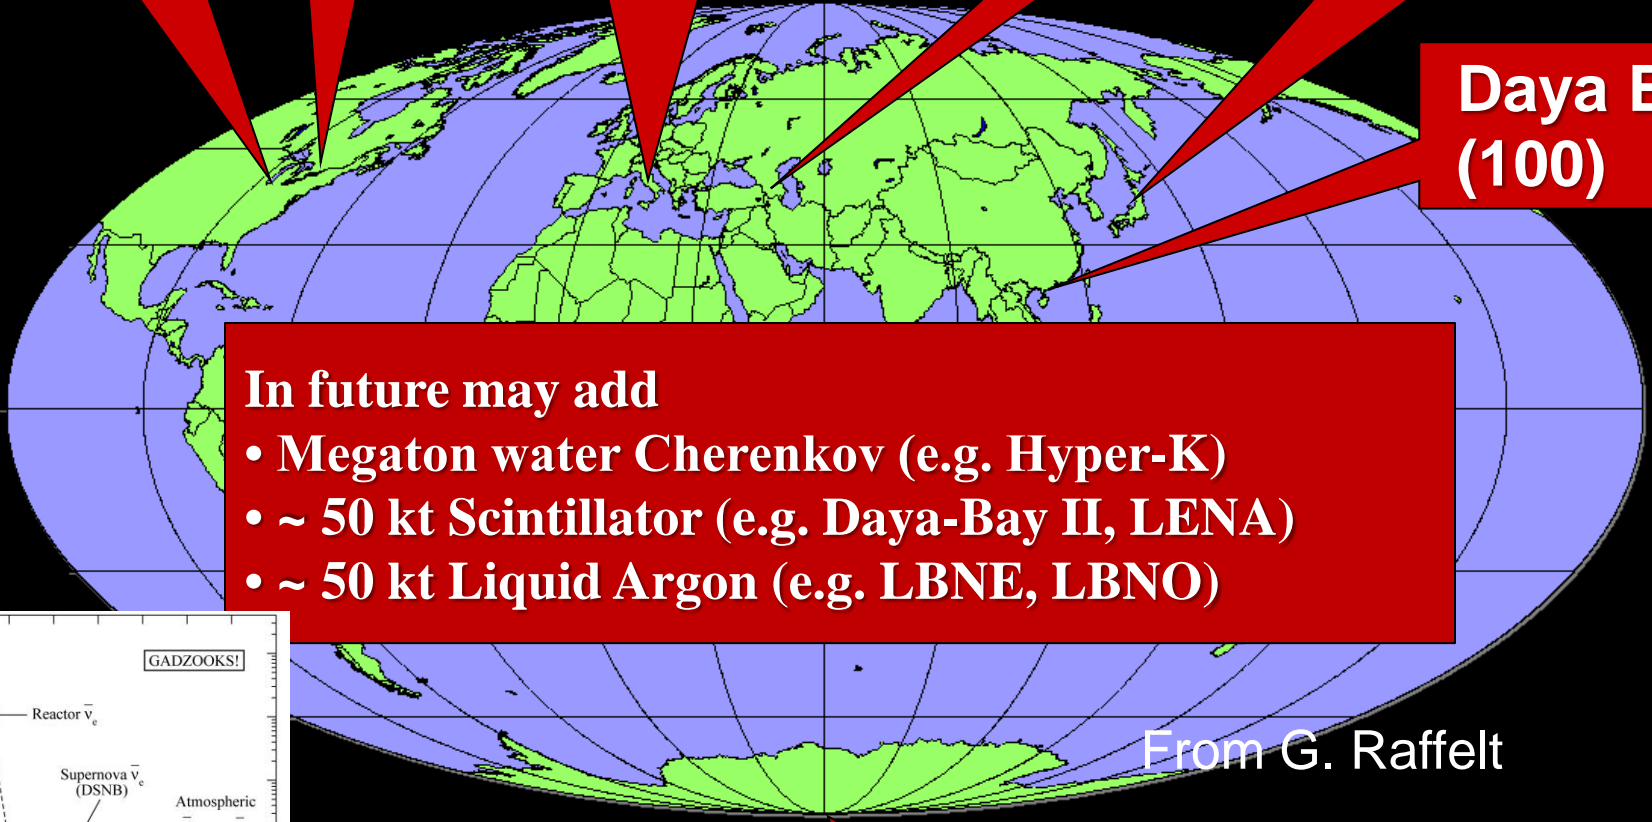 Daya
(100)
In future may add
• Megaton water Cherenkov (e.g. Hyper-K)
• ~ 50 kt Scintillator (e.g. Daya-Bay II, LENA)
• ~ 50 kt Liquid Argon (e.g. LBNE, LBNO)
GADZOOKS!
Reactor ν̅e
Supernova ν̅e
(DSNB)
Atmospheric
From G. Raffelt